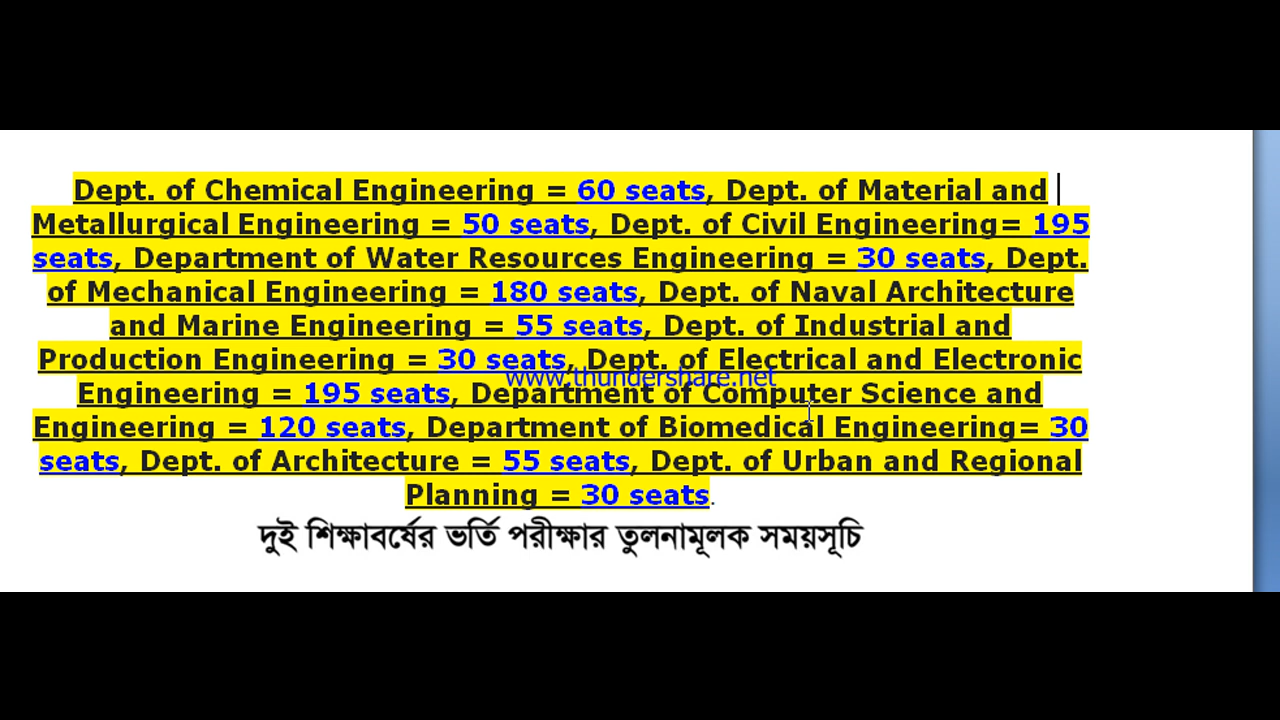 Dept. of Chemical Engineering = 60 seats, Dept. of Material and
Metallurgical Engineering = 50 seats, Dept. of Civil Engineering= 195
seats, Department of Water Resources Engineering = 30 seats, Dept.
of Mechanical Engineering = 180 seats, Dept. of Naval Architecture
and Marine Engineering = 55 seats, Dept. of Industrial and
Production Engineering = 30 seats, Dept. of Electrical and Electronic
www.thundershare.net
Engineering = 195 seats, Department of Computer Science and
Engineering = 120 seats, Department of Biomedical Engineering= 30
seats, Dept. of Architecture = 55 seats, Dept. of Urban and Regional
Planning = 30 seats.
দুই শিক্ষাবর্ষের ভর্তি পরীক্ষার তুলনামূলক সময়সূচি